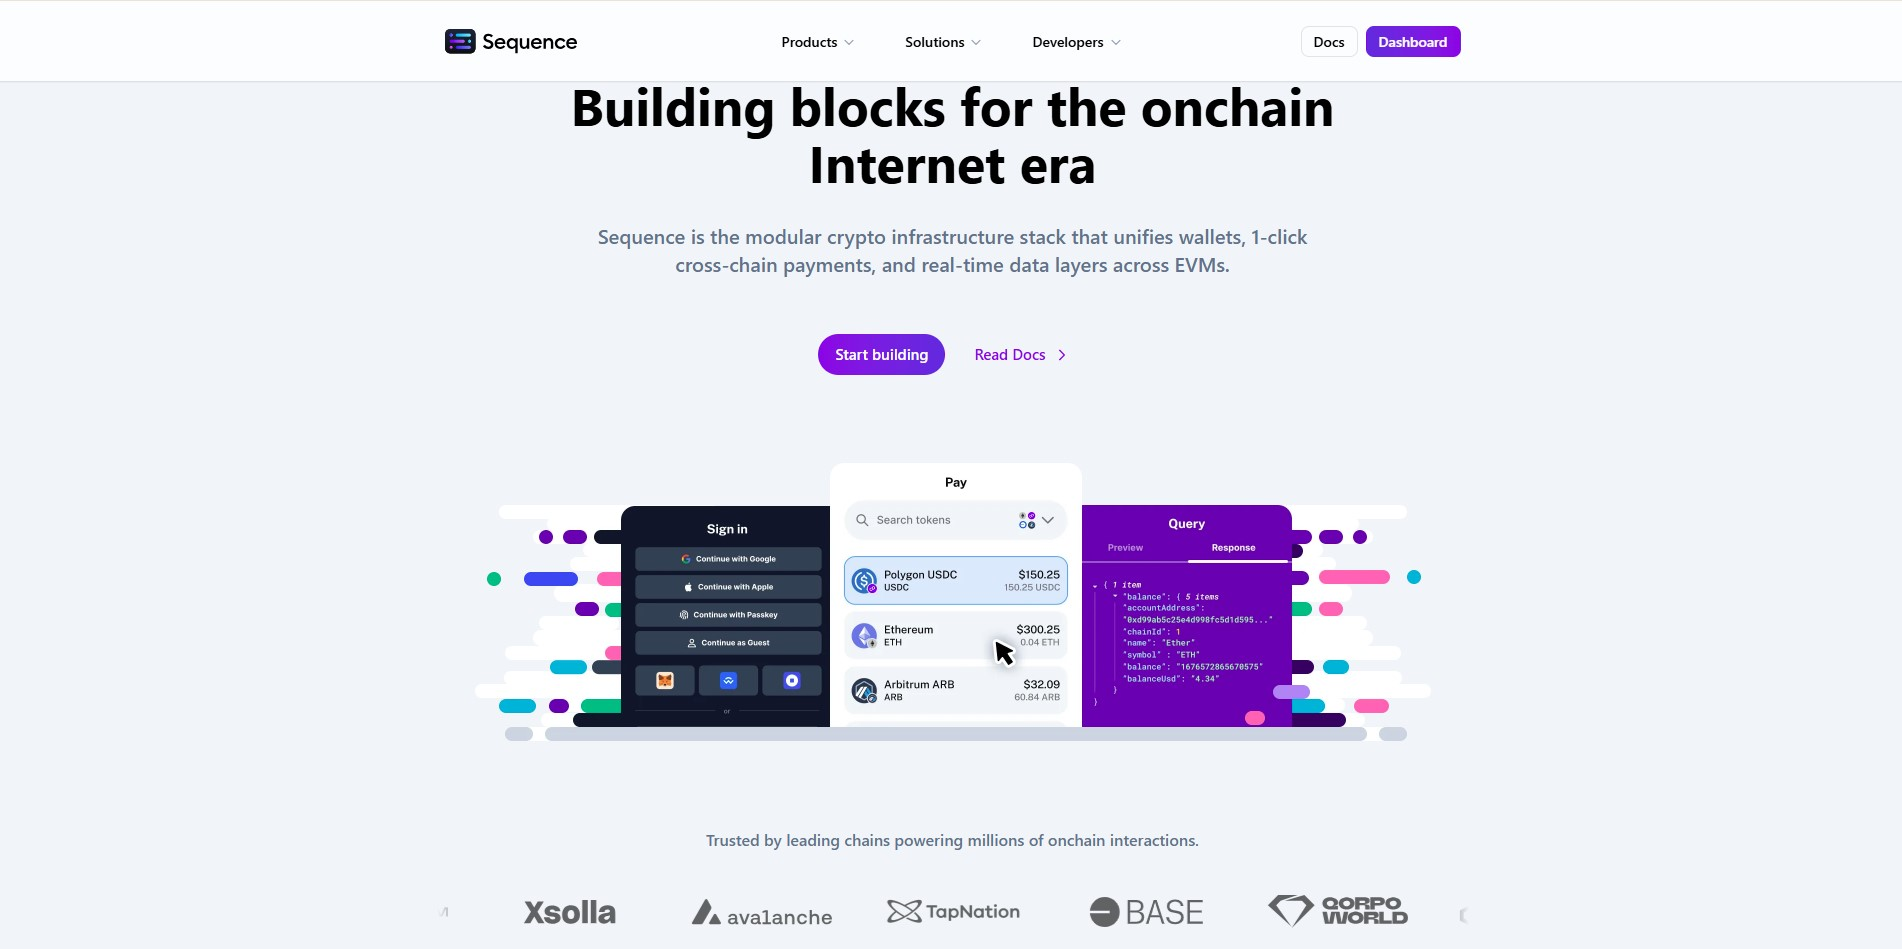 Sequence
Products
Solutions
Developers
Docs
Dashboard
Building blocks for the onchain
Internet era
Sequence is the modular crypto infrastructure stack that unifies wallets, 1-click
cross-chain payments, and real-time data layers across EVMs.
Start building
Read Docs
Sign in
Continue with Google
Continue with Apple
Continue with Passkey
Continue as Guest
or
Pay
Search tokens
Polygon USDC $150.25
USDC 150.25 USDC
Ethereum $300.25
ETH 0.04 ETH
Arbitrum ARB $32.09
ARB 60.84 ARB
Query
Preview Response
{ 1 item
"balance: { 5 items
"accountAddress":
"0xd99ab5c25e4d998fc5d1d595..."
"chainId": 1
"name": "Ether"
"symbol" : "ETH"
"balance": "1676572865670575"
"balanceUsd": "4.34"
}
}
Trusted by leading chains powering millions of onchain interactions.
Xsolla
avalanche
TapNation
BASE
QORPO
WORLD